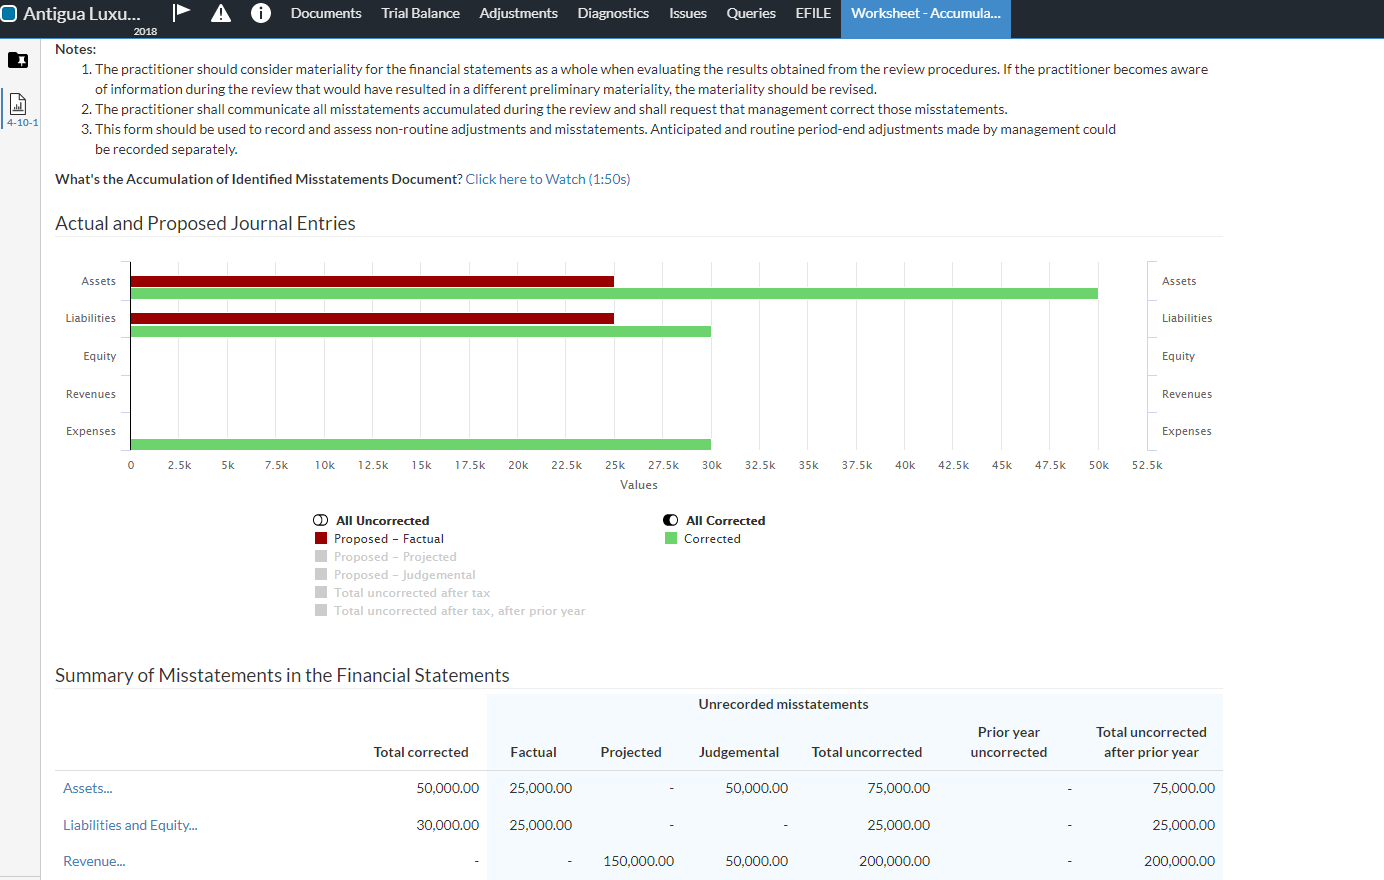 Antigua Luxu...
2018
Documents Trial Balance Adjustments Diagnostics Issues Queries EFILE Worksheet - Accumula...
4-10-1
Notes:
1. The practitioner should consider materiality for the financial statements as a whole when evaluating the results obtained from the review procedures. If the practitioner becomes aware
of information during the review that would have resulted in a different preliminary materiality, the materiality should be revised.
2. The practitioner shall communicate all misstatements accumulated during the review and shall request that management correct those misstatements.
3. This form should be used to record and assess non-routine adjustments and misstatements. Anticipated and routine period-end adjustments made by management could
be recorded separately.
What's the Accumulation of Identified Misstatements Document? Click here to Watch (1:50s)
Actual and Proposed Journal Entries
Assets Assets
Liabilities Liabilities
Equity Equity
Revenues Revenues
Expenses Expenses
0 2.5k 5k 7.5k 10k 12.5k 15k 17.5k 20k 22.5k 25k 27.5k 30k 32.5k 35k 37.5k 40k 42.5k 45k 47.5k 50k 52.5k
Values
All Uncorrected All Corrected
Proposed - Factual Corrected
Proposed - Projected
Proposed - Judgemental
Total uncorrected after tax
Total uncorrected after tax, after prior year
Summary of Misstatements in the Financial Statements
Unrecorded misstatements
Prior year Total uncorrected
Total corrected Factual Projected Judgemental Total uncorrected uncorrected after prior year
Assets... 50,000.00 25,000.00 - 50,000.00 75,000.00 - 75,000.00
Liabilities and Equity... 30,000.00 25,000.00 - - 25,000.00 - 25,000.00
Revenue... - - 150,000.00 50,000.00 200,000.00 - 200,000.00